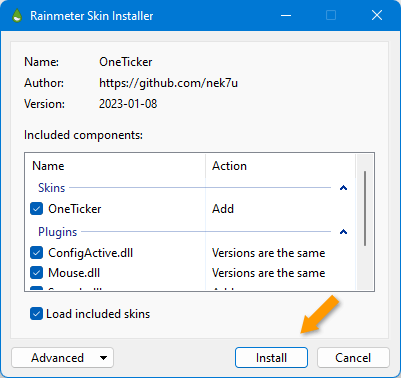 Rainmeter Skin Installer
Name: OneTicker
Author: https://github.com/nek7u
Version: 2023-01-08
Included components:
Name Action
Skins
OneTicker Add
Plugins
ConfigActive.dll Versions are the same
Mouse.dll Versions are the same
Load included skins
Advanced Install Cancel